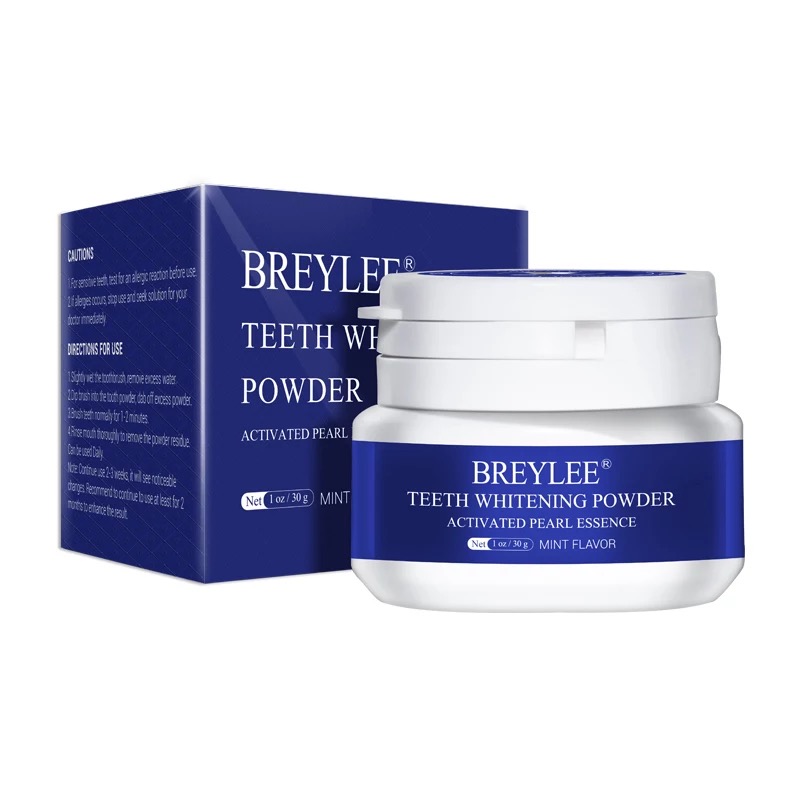 CAUTIONS
1.For sensitive teeth, test for an allergic reaction before use.
2.If allergies occurs, stop use and seek solution for your
doctor immediately
DIRECTIONS FOR USE
1.Slightly wet the toothbrush,remove excess water.
2.Dip brush into the tooth powder, dab off excess powder.
3.Brush teeth normally for 1-2 minutes.
4.Rinse mouth thoroughly to remove the powder residue.
Can be used Daily.
Note: Continue use 2-3 weeks, it will see noticeable
changes. Recommend to continue to use at least for 2
months to enhance the result.
BREYLEE®
TEETH WH
POWDER
ACTIVATED PEARL
Net 1 oz / 30 g MINT
BREYLEE®
TEETH WHITENING POWDER
ACTIVATED PEARL ESSENCE
Net 1 oz / 30 g MINT FLAVOR